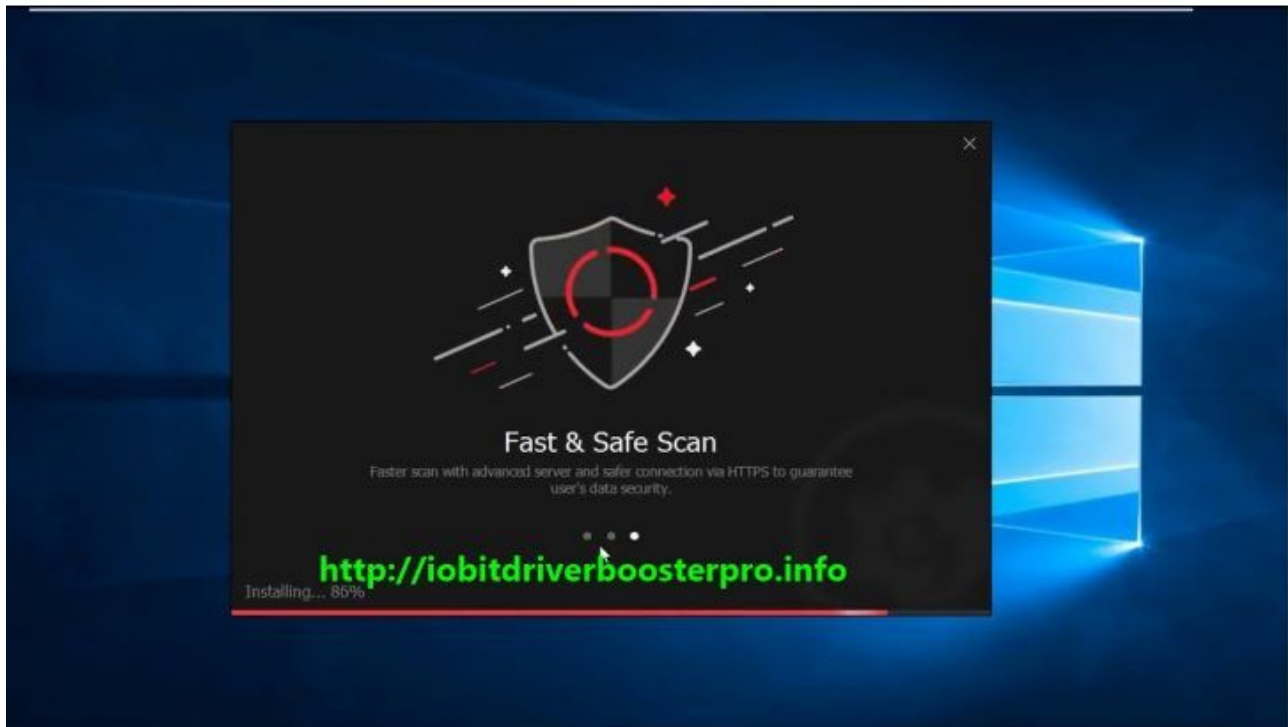 Fast & Safe Scan
Faster scan with advanced server and safer connection via HTTPS to guarantee
user's data security.
http://iobitdriverboosterpro.info
Installing... 86%